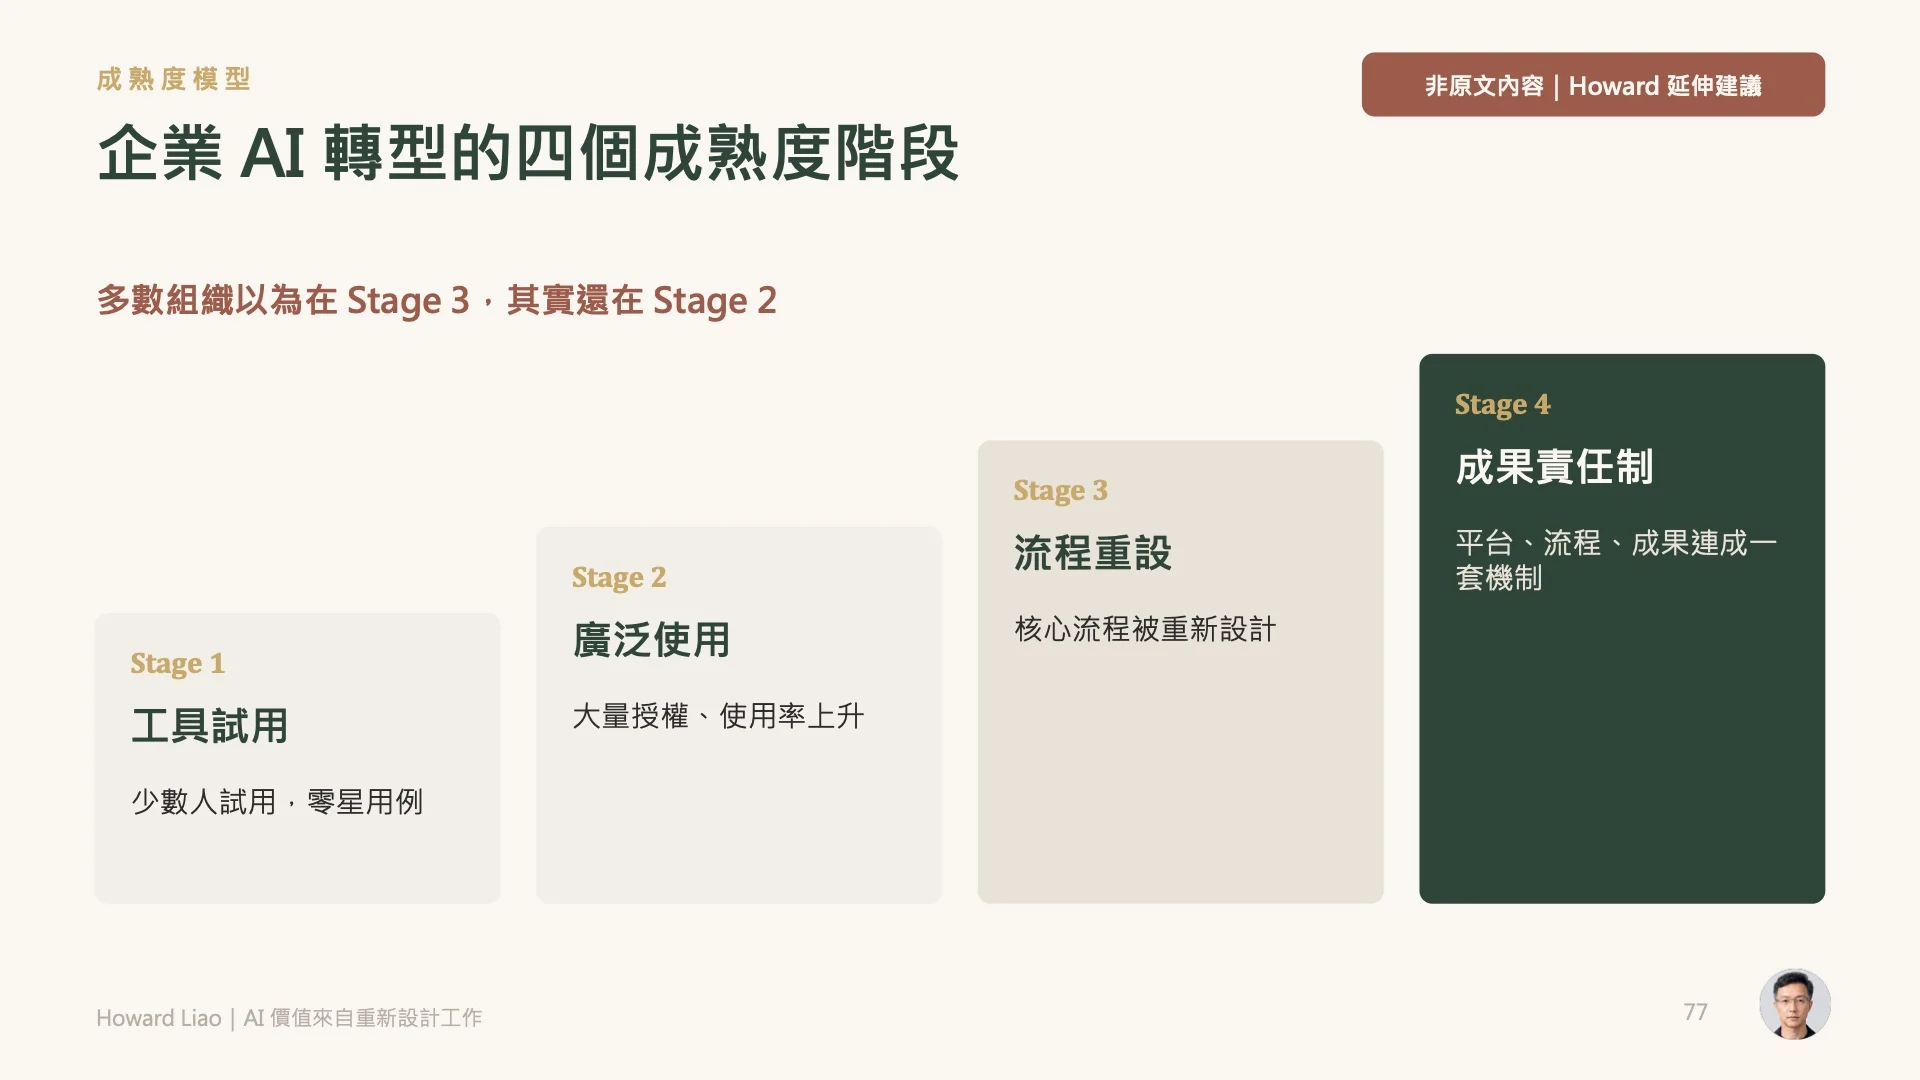 成熟度模型
非原文內容｜Howard 延伸建議
企業 AI 轉型的四個成熟度階段
多數組織以為在 Stage 3，其實還在 Stage 2
Stage 1
工具試用
少數人試用，零星用例
Stage 2
廣泛使用
大量授權、使用率上升
Stage 3
流程重設
核心流程被重新設計
Stage 4
成果責任制
平台、流程、成果連成一
套機制
Howard Liao｜AI 價值來自重新設計工作
77